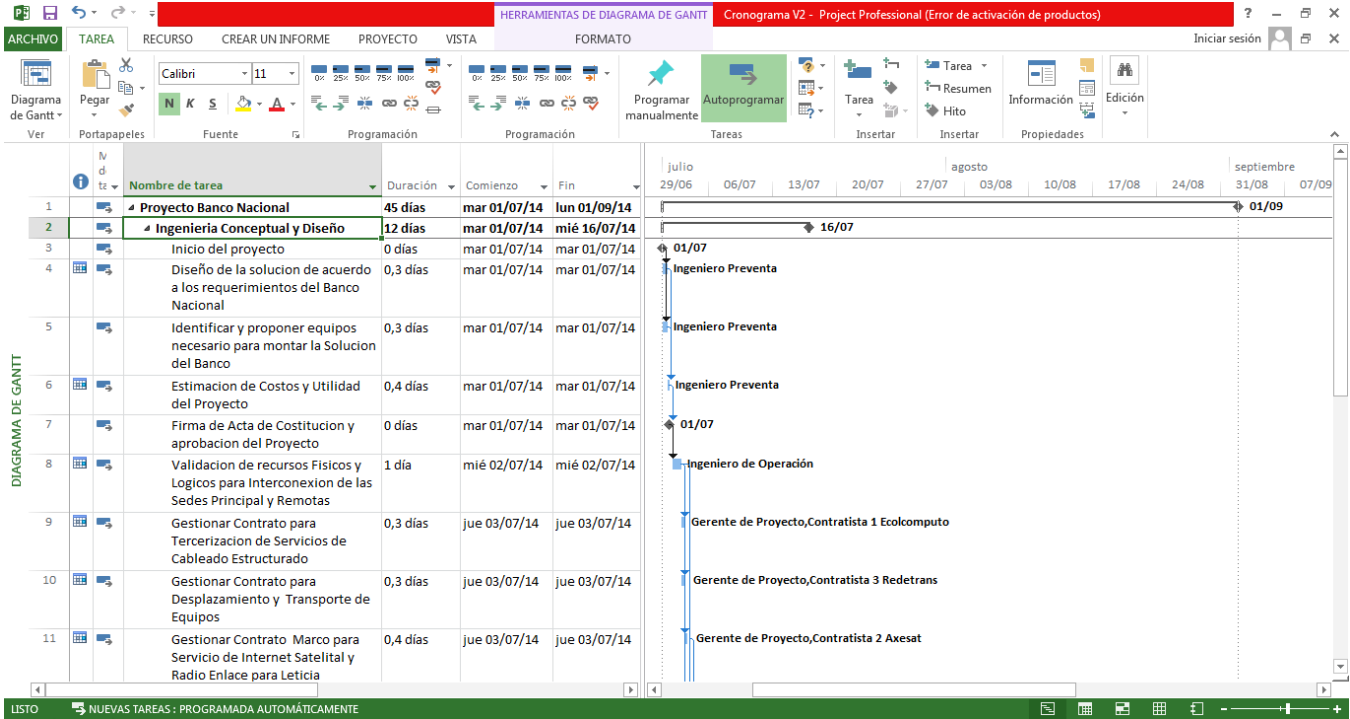 HERRAMIENTAS DE DIAGRAMA DE GANTT Cronograma V2 - Project Professional (Error de activación de productos) ?
ARCHIVO TAREA RECURSO CREAR UN INFORME PROYECTO VISTA FORMATO Iniciar sesión
Calibri 11 0% 25% 50% 75% 100% 0% 25% 50% 75% 100% Tarea
Diagrama de Gantt Pegar N K S A Programar manualmente Autoprogramar Tarea Resumen Hito Información Edición
Ver Portapapeles Fuente Programación Programación Tareas Insertar Insertar Propiedades
julio agosto septiembre
29/06 06/07 13/07 20/07 27/07 03/08 10/08 17/08 24/08 31/08 07/09
Nombre de tarea Duración Comienzo Fin
1 Proyecto Banco Nacional 45 días mar 01/07/14 lun 01/09/14 01/09
2 Ingenieria Conceptual y Diseño 12 días mar 01/07/14 mié 16/07/14 16/07
3 Inicio del proyecto 0 días mar 01/07/14 mar 01/07/14 01/07
4 Diseño de la solucion de acuerdo 0,3 días mar 01/07/14 mar 01/07/14 Ingeniero Preventa
a los requerimientos del Banco
Nacional
5 Identificar y proponer equipos 0,3 días mar 01/07/14 mar 01/07/14 Ingeniero Preventa
necesario para montar la Solucion
del Banco
6 Estimacion de Costos y Utilidad 0,4 días mar 01/07/14 mar 01/07/14 Ingeniero Preventa
del Proyecto
7 Firma de Acta de Costitucion y 0 días mar 01/07/14 mar 01/07/14 01/07
aprobacion del Proyecto
8 Validacion de recursos Fisicos y 1 día mié 02/07/14 mié 02/07/14 Ingeniero de Operación
Logicos para Interconexion de las
Sedes Principal y Remotas
9 Gestionar Contrato para 0,3 días jue 03/07/14 jue 03/07/14 Gerente de Proyecto,Contratista 1 Ecolcomputo
Tercerizacion de Servicios de
Cableado Estructurado
10 Gestionar Contrato para 0,3 días jue 03/07/14 jue 03/07/14 Gerente de Proyecto,Contratista 3 Redetrans
Desplazamiento y Transporte de
Equipos
11 Gestionar Contrato Marco para 0,4 días jue 03/07/14 jue 03/07/14 Gerente de Proyecto,Contratista 2 Axesat
Servicio de Internet Satelital y
Radio Enlace para Leticia
DIAGRAMA DE GANTT
LISTO NUEVAS TAREAS : PROGRAMADA AUTOMÁTICAMENTE